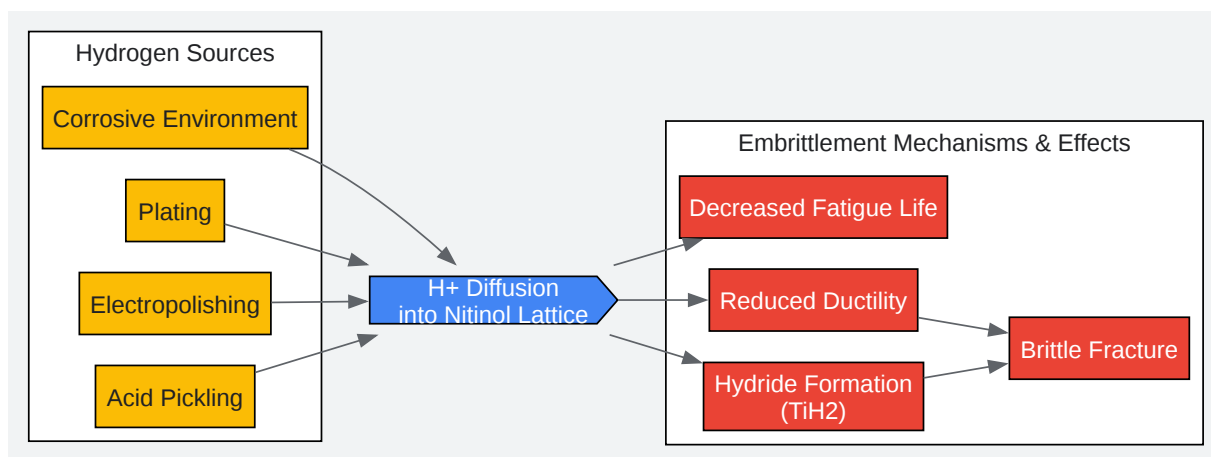 Hydrogen Sources
Corrosive Environment
Plating
Electropolishing
Acid Pickling
H+ Diffusion
into Nitinol Lattice
Embrittlement Mechanisms & Effects
Decreased Fatigue Life
Reduced Ductility
Hydride Formation
(TiH2)
Brittle Fracture